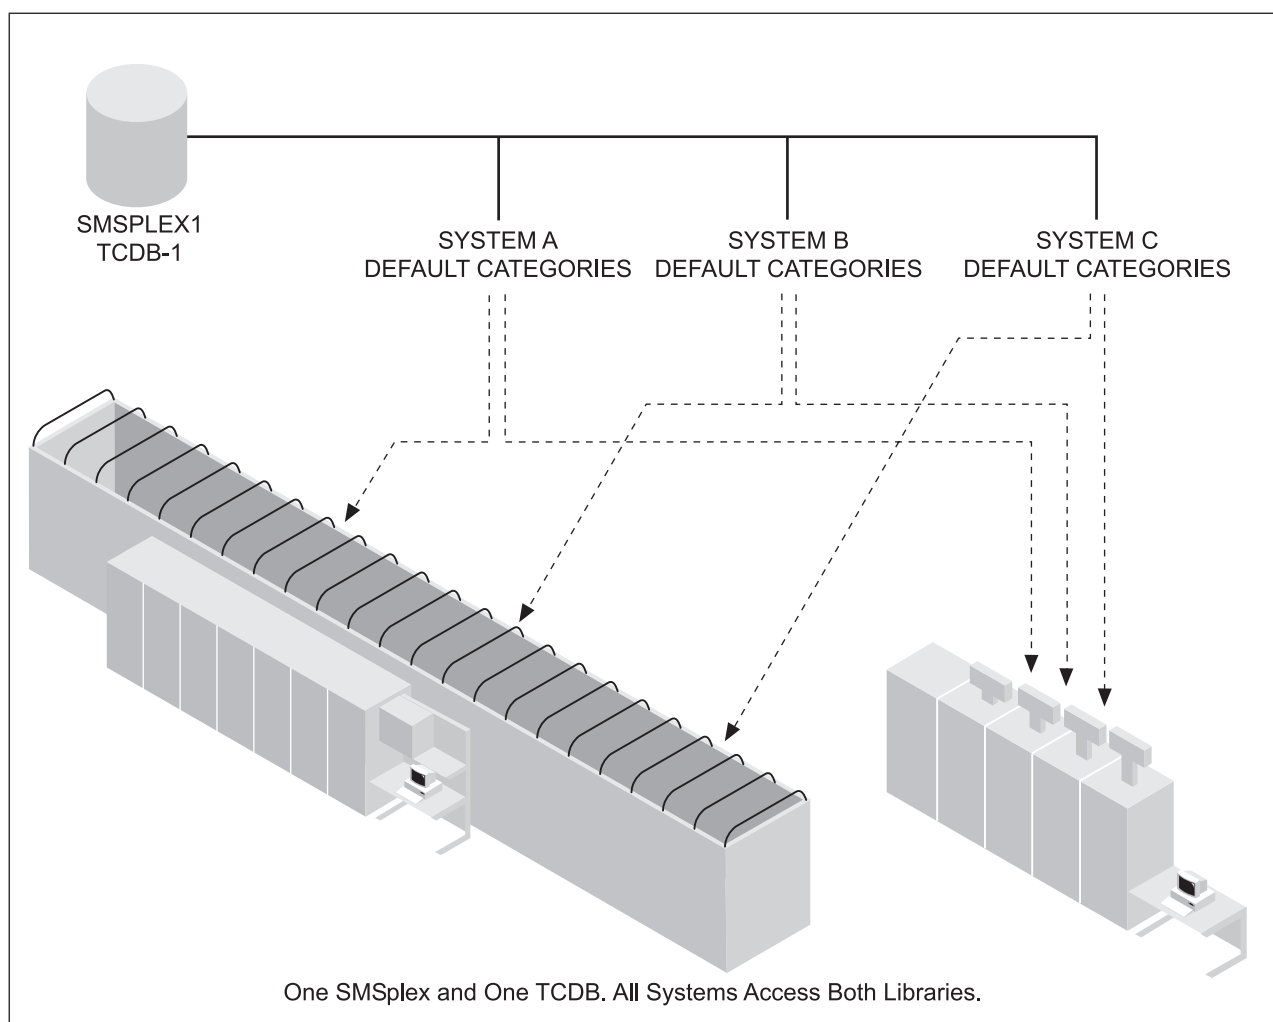 SMSPLEX1
TCDB-1
SYSTEM A
DEFAULT CATEGORIES
SYSTEM B
DEFAULT CATEGORIES
SYSTEM C
DEFAULT CATEGORIES
One SMSplex and One TCDB. All Systems Access Both Libraries.